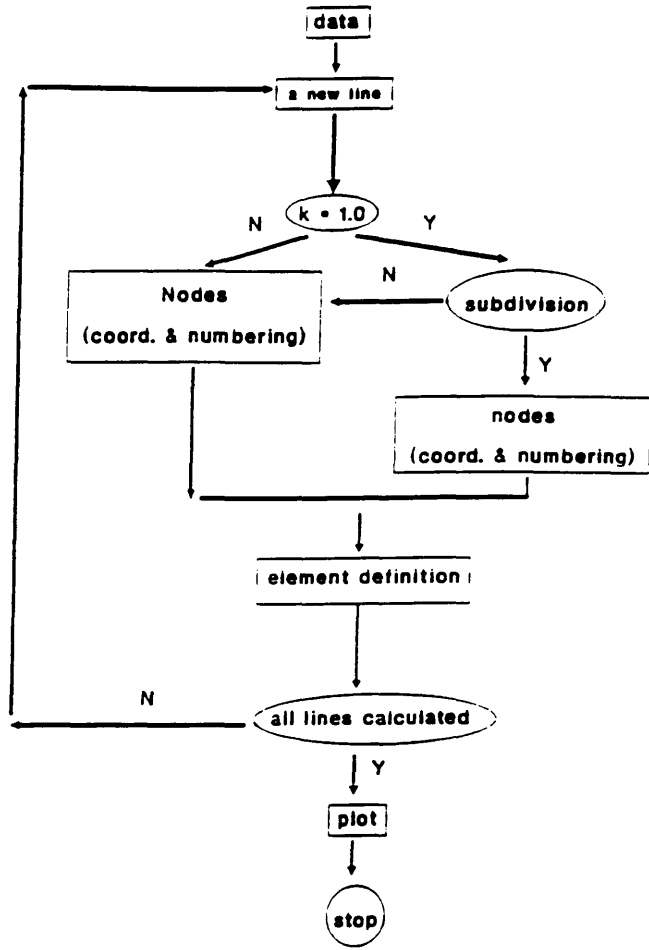 data
a new line
k = 1.0
N
Y
Nodes
(coord. & numbering)
N
subdivision
Y
nodes
(coord. & numbering)
element definition
N
all lines calculated
Y
plot
stop